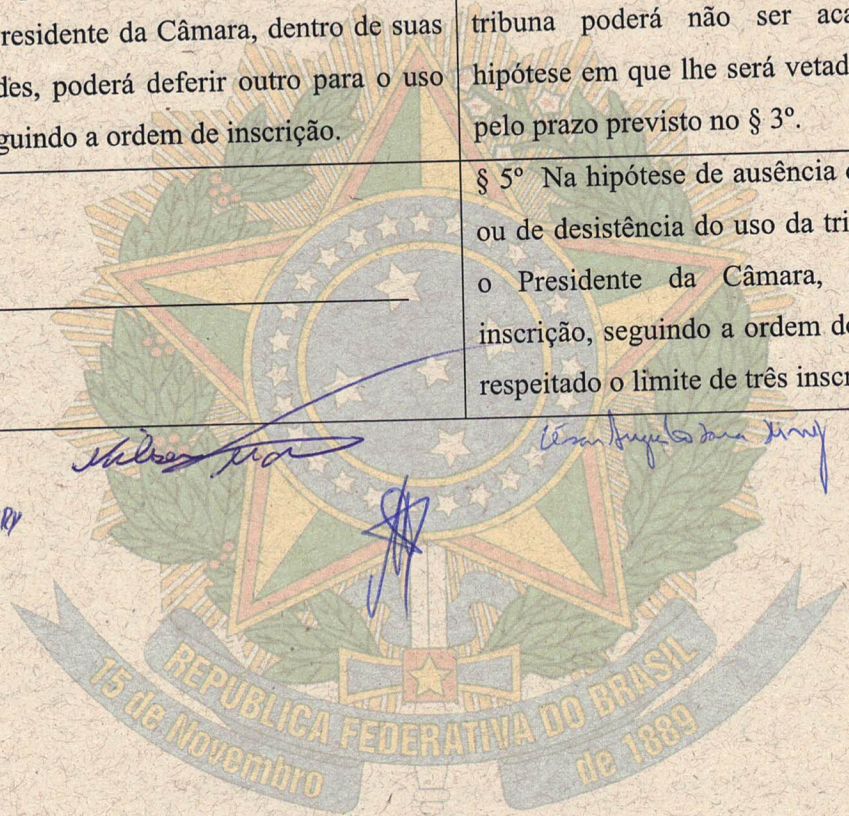 residente da Câmara, dentro de suas
des, poderá deferir outro para o uso
guindo a ordem de inscrição.
tribuna poderá não ser aca
hipótese em que lhe será vetad
pelo prazo previsto no § 3º.
§ 5º Na hipótese de ausência
ou de desistência do uso da tri
o Presidente da Câmara,
inscrição, seguindo a ordem d
respeitado o limite de três inscr
César Augusto
REPÚBLICA FEDERATIVA DO BRASIL
15 de Novembro de 1889